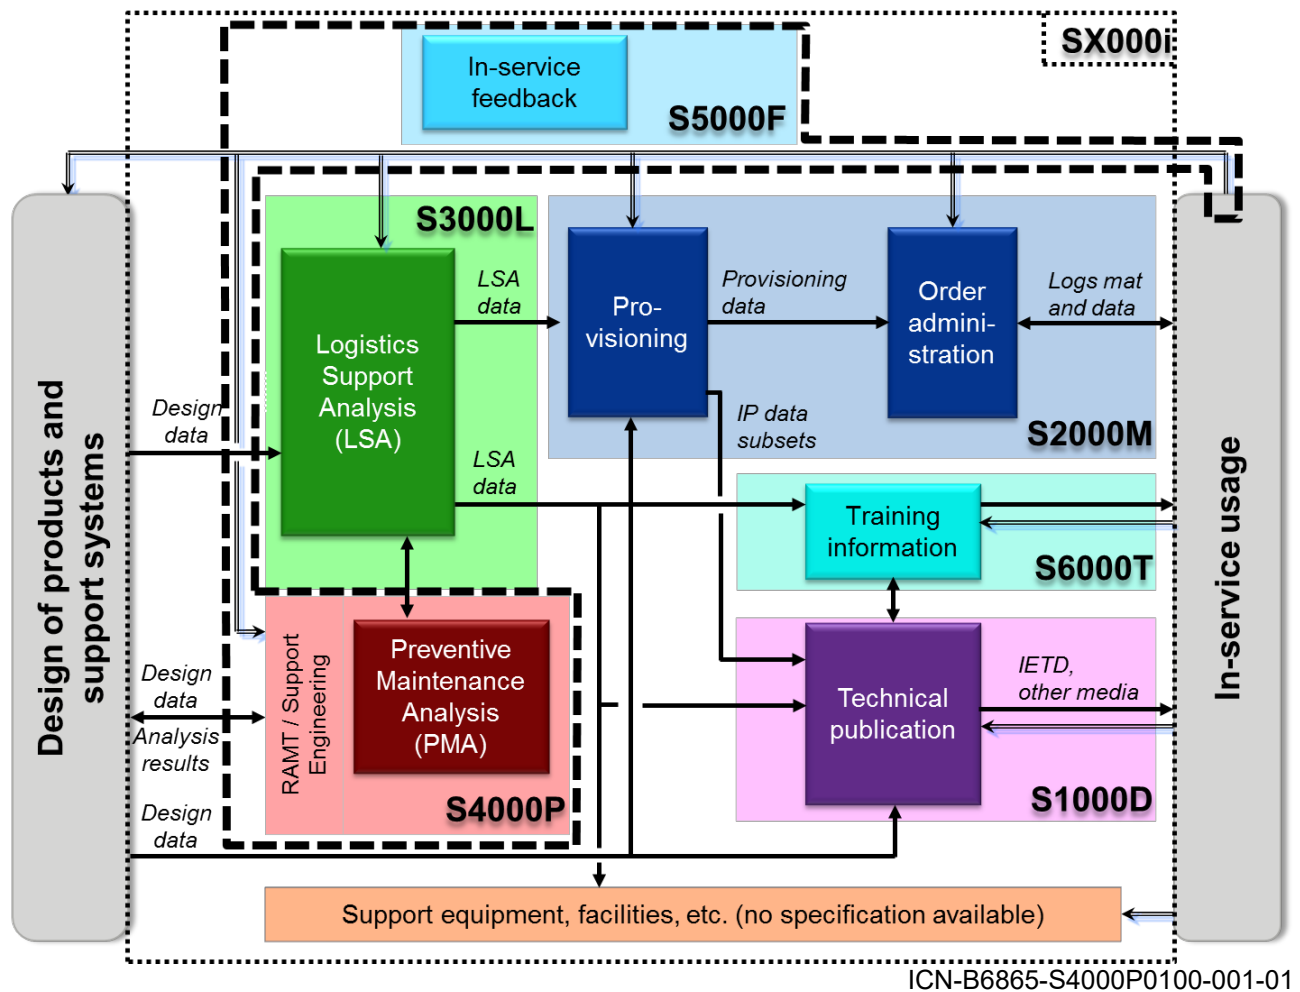 SX000i
In-service
feedback
S5000F
S3000L
LSA
data
Pro-
visioning
Provisioning
data
Order
admini-
stration
Logs mat
and data
Logistics
Support
Analysis
(LSA)
Design
data
IP data
subsets
S2000M
LSA
data
Training
information
S6000T
Design of products and
support systems
In-service usage
RAMT / Support
Engineering
Preventive
Maintenance
Analysis
(PMA)
S4000P
Design
data
Analysis
results
Design
data
Technical
publication
IETD,
other media
S1000D
Support equipment, facilities, etc. (no specification available)
ICN-B6865-S4000P0100-001-01